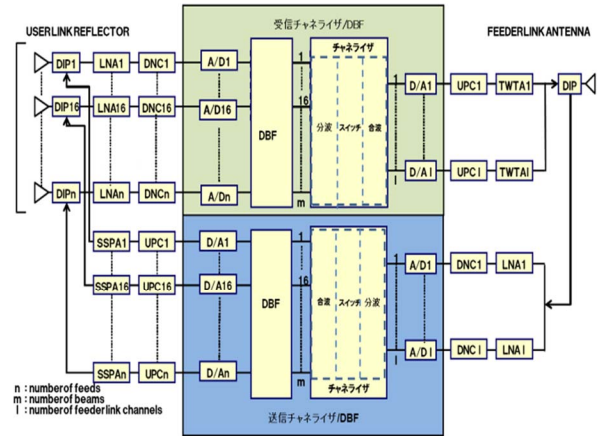 USER LINK REFLECTOR
受信チャネライザ/DBF
FEEDERLINK ANTENNA
DIP1 LNA1 DNC1 A/D1
DIP16 LNA16 DNC16 A/D16
DIPn LNAn DNCn A/Dn
DBF
1
16
m
チャネライザ
分波 スイッチ 合波
1
l
D/A1 UPC1 TWTA1 DIP
D/Al UPCl TWTAl
SSPA1 UPC1 D/A1
SSPA16 UPC16 D/A16
SSPAn UPCn D/An
DBF
1
16
m
合波 スイッチ 分波
チャネライザ
1
l
A/D1 DNC1 LNA1
A/Dl DNCl LNAl
n : number of feeds
m : number of beams
l : number of feeder link channels
送信チャネライザ/DBF